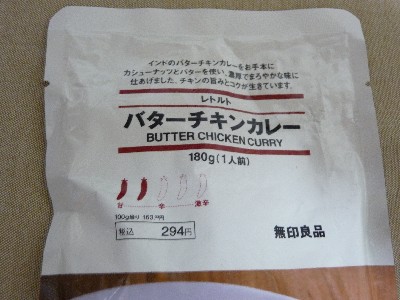 インドのバターチキンカレーをお手本に
カシューナッツとバターを使い、濃厚でまろやかな味に
仕あげました。チキンの旨みとコクが生きています。
レトルト
バターチキンカレー
BUTTER CHICKEN CURRY
180g(1人前)
甘 辛 激辛
100g当り 163円
税込 294円
無印良品